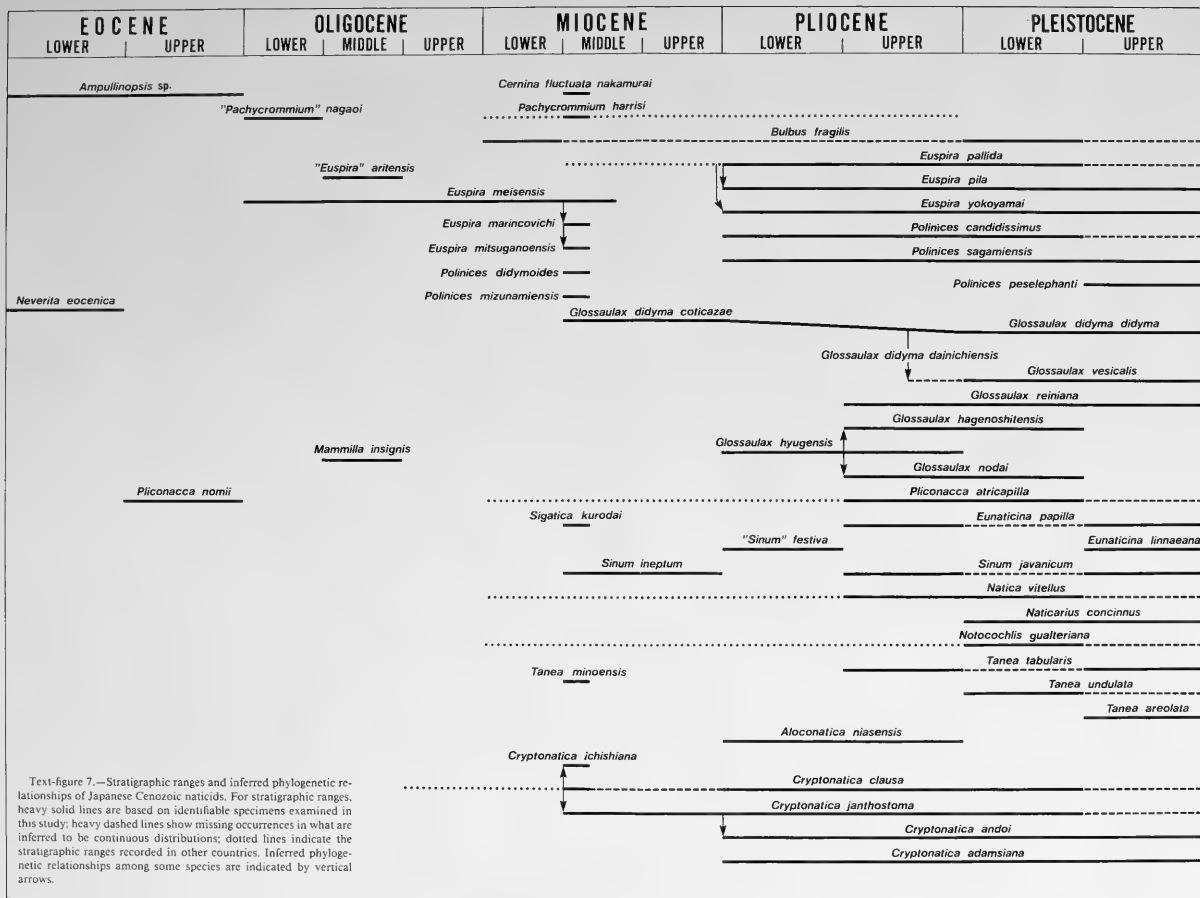 EOCENE OLIGOCENE MIOCENE PLIOCENE PLEISTOCENE
LOWER UPPER LOWER MIDDLE UPPER LOWER MIDDLE UPPER LOWER UPPER LOWER UPPER
Ampullinopsis sp. Cernina fluctuata nakamurai
"Pachycrommium" nagaoi Pachycrommium harrisi
Bulbus fragilis
"Euspira" aritensis Euspira pallida
Euspira pila
Euspira meisensis
Euspira yokoyamai
Euspira marincovichi Polinices candidissimus
Euspira mitsuganoensis Polinices sagamiensis
Polinices didymoides
Polinices peselephanti
Neverita eocenica Polinices mizunamiensis
Glossaulax didyma coticazae
Glossaulax didyma didyma
Glossaulax didyma dainichiensis
Glossaulax vesicalis
Glossaulax reiniana
Glossaulax hagenoshitensis
Mammilla insignis Glossaulax hyugensis
Glossaulax nodai
Pliconacca nomii Pliconacca atricapilla
Sigatica kurodai Eunaticina papilla
"Sinum" festiva Eunaticina linnaeana
Sinum ineptum Sinum javanicum
Natica vitellus
Naticarius concinnus
Notocochlis gualteriana
Tanea minoensis Tanea tabularis
Tanea undulata
Tanea areolata
Aloconatica niasensis
Cryptonatica ichishiana
Cryptonatica clausa
Cryptonatica janthostoma
Cryptonatica andoi
Cryptonatica adamsiana
Text-figure 7.—Stratigraphic ranges and inferred phylogenetic re-
lationships of Japanese Cenozoic naticids. For stratigraphic ranges,
heavy solid lines are based on identifiable specimens examined in
this study; heavy dashed lines show missing occurrences in what are
inferred to be continuous distributions; dotted lines indicate the
stratigraphic ranges recorded in other countries. Inferred phyloge-
netic relationships among some species are indicated by vertical
arrows.